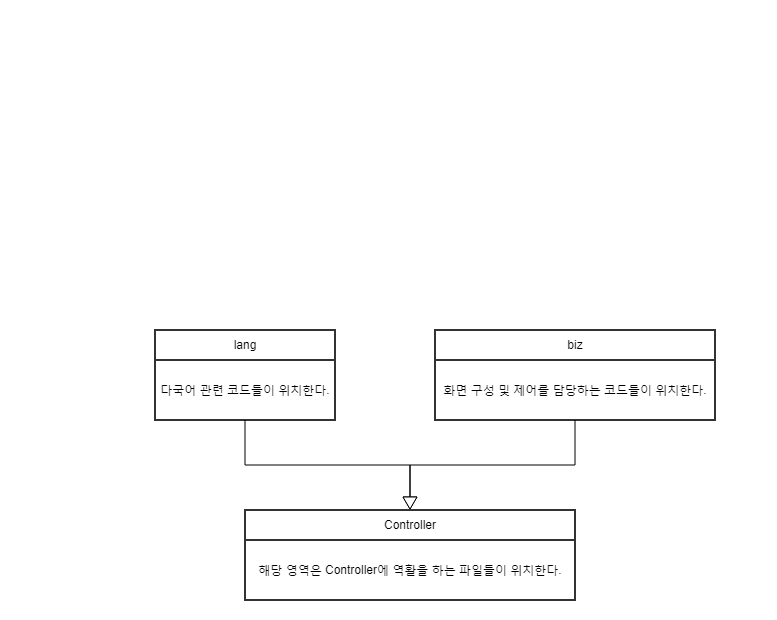 lang
biz
다국어 관련 코드들이 위치한다.
화면 구성 및 제어를 담당하는 코드들이 위치한다.
Controller
해당 영역은 Controller에 역활을 하는 파일들이 위치한다.